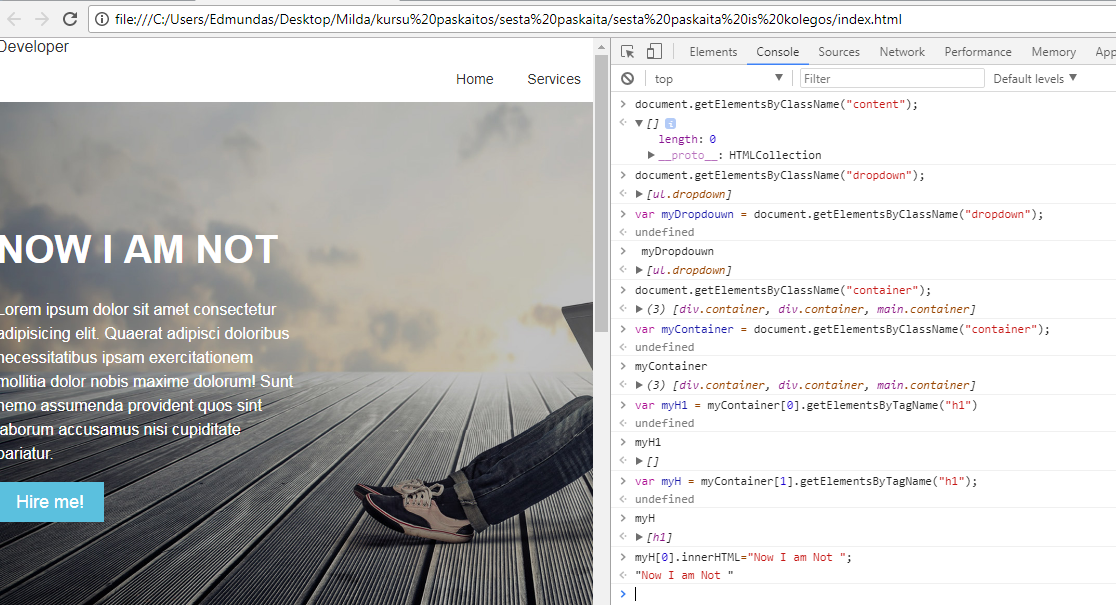 file:///C:/Users/Edmundas/Desktop/Milda/kursu%20paskaitos/sesta%20paskaita/sesta%20paskaita%20is%20kolegos/index.html
Developer
Home Services
NOW I AM NOT
Lorem ipsum dolor sit amet consectetur
adipisicing elit. Quaerat adipisci doloribus
necessitatibus ipsam exercitationem
mollitia dolor nobis maxime dolorum! Sunt
nemo assumenda provident quos sint
laborum accusamus nisi cupiditate
pariatur.
Hire me!
Elements Console Sources Network Performance Memory App
top Filter Default levels ▼
> document.getElementsByClassName("content");
<· ▼[] i
length: 0
▶__proto__: HTMLCollection
> document.getElementsByClassName("dropdown");
<· ▶[ul.dropdown]
> var myDropdouwn = document.getElementsByClassName("dropdown");
<· undefined
> myDropdouwn
<· ▶[ul.dropdown]
> document.getElementsByClassName("container");
<· ▶(3) [div.container, div.container, main.container]
> var myContainer = document.getElementsByClassName("container");
<· undefined
> myContainer
<· ▶(3) [div.container, div.container, main.container]
> var myH1 = myContainer[0].getElementsByTagName("h1")
<· undefined
> myH1
<· ▶[]
> var myH = myContainer[1].getElementsByTagName("h1");
<· undefined
> myH
<· ▶[h1]
> myH[0].innerHTML="Now I am Not ";
<· "Now I am Not "
>